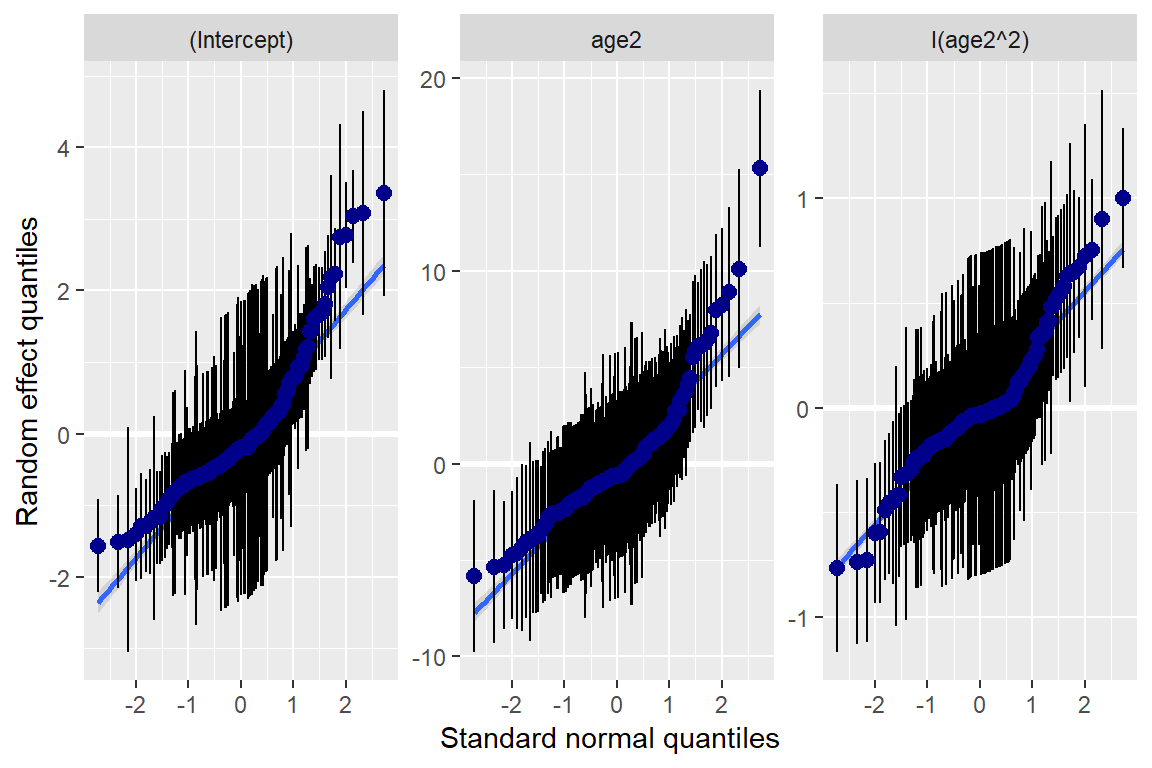 (Intercept)
age2
I(age2^2)
Random effect quantiles
4
2
0
-2
20
10
0
-10
1
0
-1
-2 -1 0 1 2
-2 -1 0 1 2
-2 -1 0 1 2
Standard normal quantiles